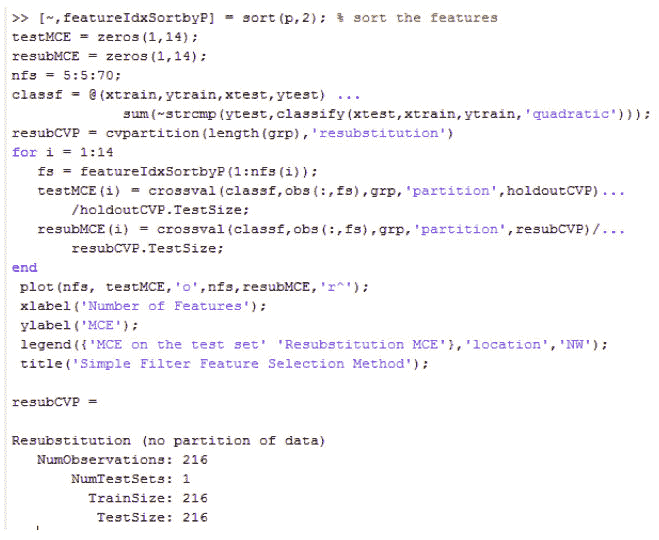 >> [~,featureIdxSortbyP] = sort(p,2); % sort the features
testMCE = zeros(1,14);
resubMCE = zeros(1,14);
nfs = 5:5:70;
classf = @(xtrain,ytrain,xtest,ytest) ...
sum(~strcmp(ytest,classify(xtest,xtrain,ytrain,'quadratic')));
resubCVP = cvpartition(length(grp),'resubstitution')
for i = 1:14
fs = featureIdxSortbyP(1:nfs(i));
testMCE(i) = crossval(classf,obs(:,fs),grp,'partition',holdoutCVP)...
/holdoutCVP.TestSize;
resubMCE(i) = crossval(classf,obs(:,fs),grp,'partition',resubCVP)/...
resubCVP.TestSize;
end
plot(nfs, testMCE,'o',nfs,resubMCE,'r^');
xlabel('Number of Features');
ylabel('MCE');
legend({'MCE on the test set' 'Resubstitution MCE'},'location','NW');
title('Simple Filter Feature Selection Method');
resubCVP =
Resubstitution (no partition of data)
NumObservations: 216
NumTestSets: 1
TrainSize: 216
TestSize: 216